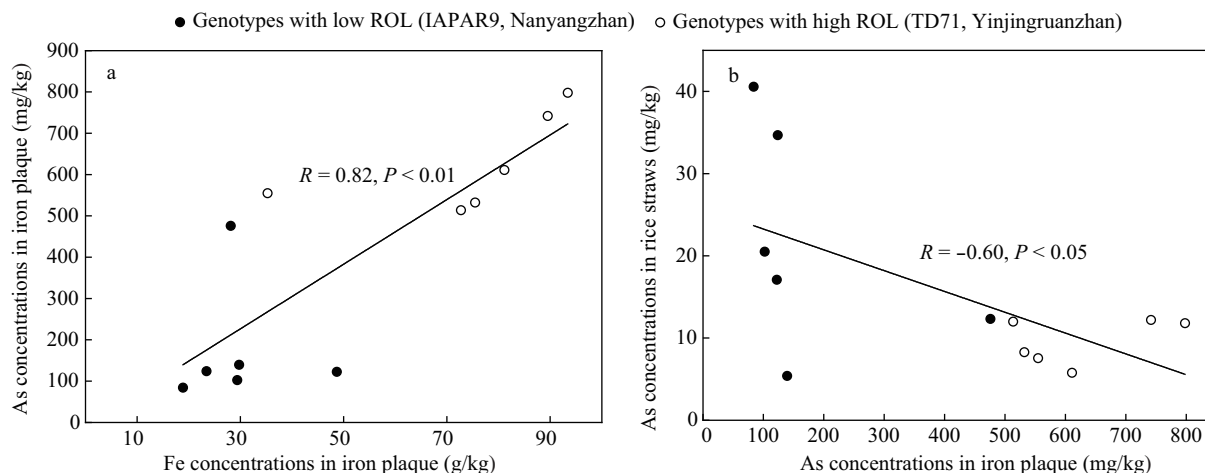 ● Genotypes with low ROL (IAPAR9, Nanyangzhan) ○ Genotypes with high ROL (TD71, Yinjingruanzhan)
a
As concentrations in iron plaque (mg/kg)
900
800
700
600
500
400
300
200
100
0
R = 0.82, P < 0.01
10 30 50 70 90
Fe concentrations in iron plaque (g/kg)
b
As concentrations in rice straws (mg/kg)
40
30
20
10
0
R = –0.60, P < 0.05
0 100 200 300 400 500 600 700 800
As concentrations in iron plaque (mg/kg)